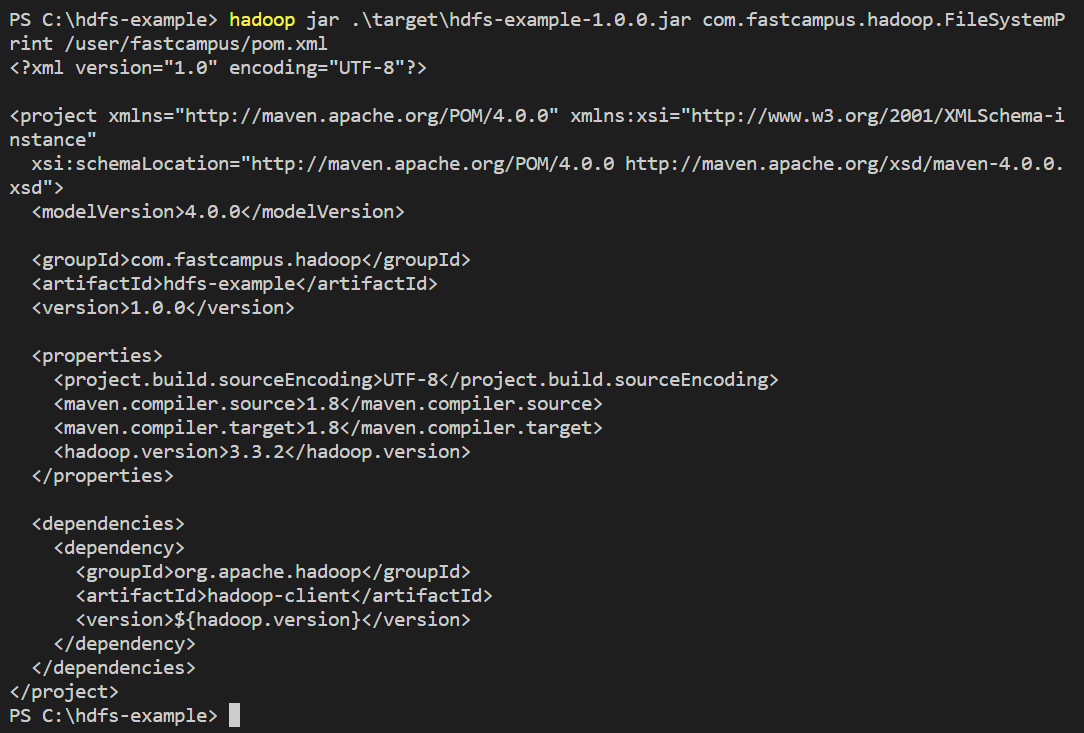 PS C:\hdfs-example> hadoop jar .\target\hdfs-example-1.0.0.jar com.fastcampus.hadoop.FileSystemP
rint /user/fastcampus/pom.xml
<?xml version="1.0" encoding="UTF-8"?>

<project xmlns="http://maven.apache.org/POM/4.0.0" xmlns:xsi="http://www.w3.org/2001/XMLSchema-i
nstance"
  xsi:schemaLocation="http://maven.apache.org/POM/4.0.0 http://maven.apache.org/xsd/maven-4.0.0.
xsd">
  <modelVersion>4.0.0</modelVersion>

  <groupId>com.fastcampus.hadoop</groupId>
  <artifactId>hdfs-example</artifactId>
  <version>1.0.0</version>

  <properties>
    <project.build.sourceEncoding>UTF-8</project.build.sourceEncoding>
    <maven.compiler.source>1.8</maven.compiler.source>
    <maven.compiler.target>1.8</maven.compiler.target>
    <hadoop.version>3.3.2</hadoop.version>
  </properties>

  <dependencies>
    <dependency>
      <groupId>org.apache.hadoop</groupId>
      <artifactId>hadoop-client</artifactId>
      <version>${hadoop.version}</version>
    </dependency>
  </dependencies>
</project>
PS C:\hdfs-example>